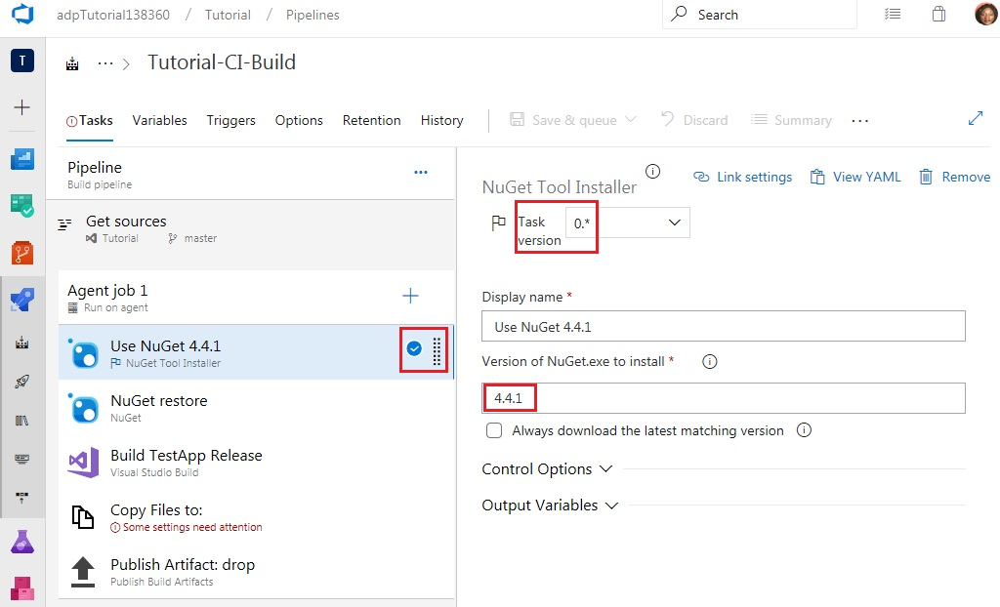 adpTutorial138360 / Tutorial / Pipelines
Search
T
... > Tutorial-CI-Build
Tasks Variables Triggers Options Retention History Save & queue Discard Summary ...
Pipeline
Build pipeline
Get sources
Tutorial master
Agent job 1
Run on agent
Use NuGet 4.4.1
NuGet Tool Installer
NuGet restore
NuGet
Build TestApp Release
Visual Studio Build
Copy Files to:
Some settings need attention
Publish Artifact: drop
Publish Build Artifacts
NuGet Tool Installer
Link settings View YAML Remove
Task version 0.*
Display name *
Use NuGet 4.4.1
Version of NuGet.exe to install *
4.4.1
Always download the latest matching version
Control Options
Output Variables